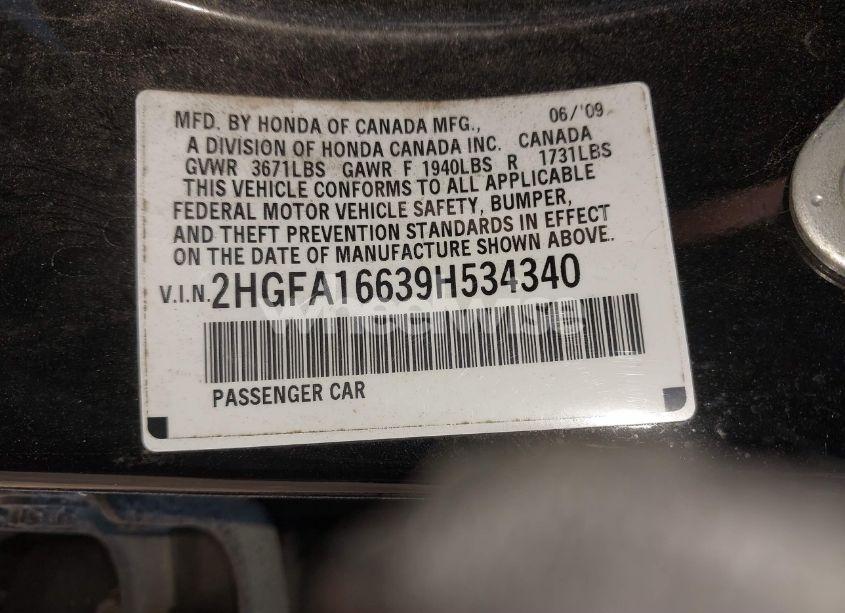 MFD. BY HONDA OF CANADA MFG., 06/'09
A DIVISION OF HONDA CANADA INC. CANADA
GVWR 3671LBS GAWR F 1940LBS R 1731LBS
THIS VEHICLE CONFORMS TO ALL APPLICABLE
FEDERAL MOTOR VEHICLE SAFETY, BUMPER,
AND THEFT PREVENTION STANDARDS IN EFFECT
ON THE DATE OF MANUFACTURE SHOWN ABOVE.
V.I.N. 2HGFA16639H534340
wheelwise
PASSENGER CAR